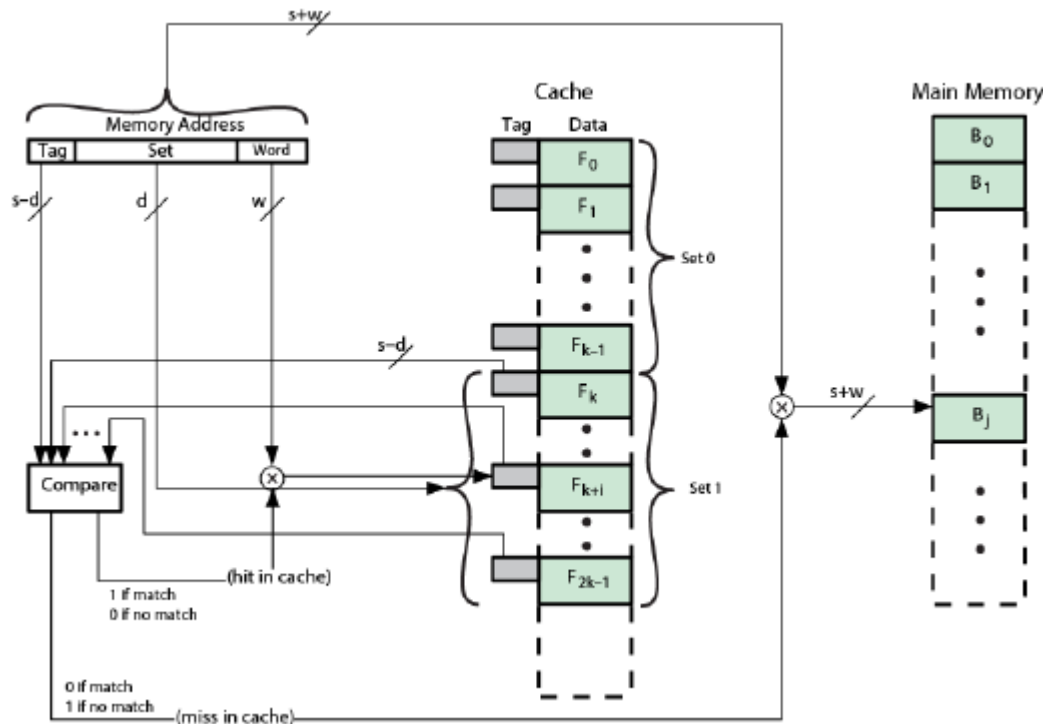 s+w
Cache
Main Memory
Memory Address
Tag Data
Tag Set Word
F0
B0
B1
s–d d w
F1
Set 0
s–d
Fk–1
Fk
s+w
Bj
Compare
Fk+i
Set 1
(hit in cache)
F2k–1
1 if match
0 if no match
0 if match
1 if no match
(miss in cache)